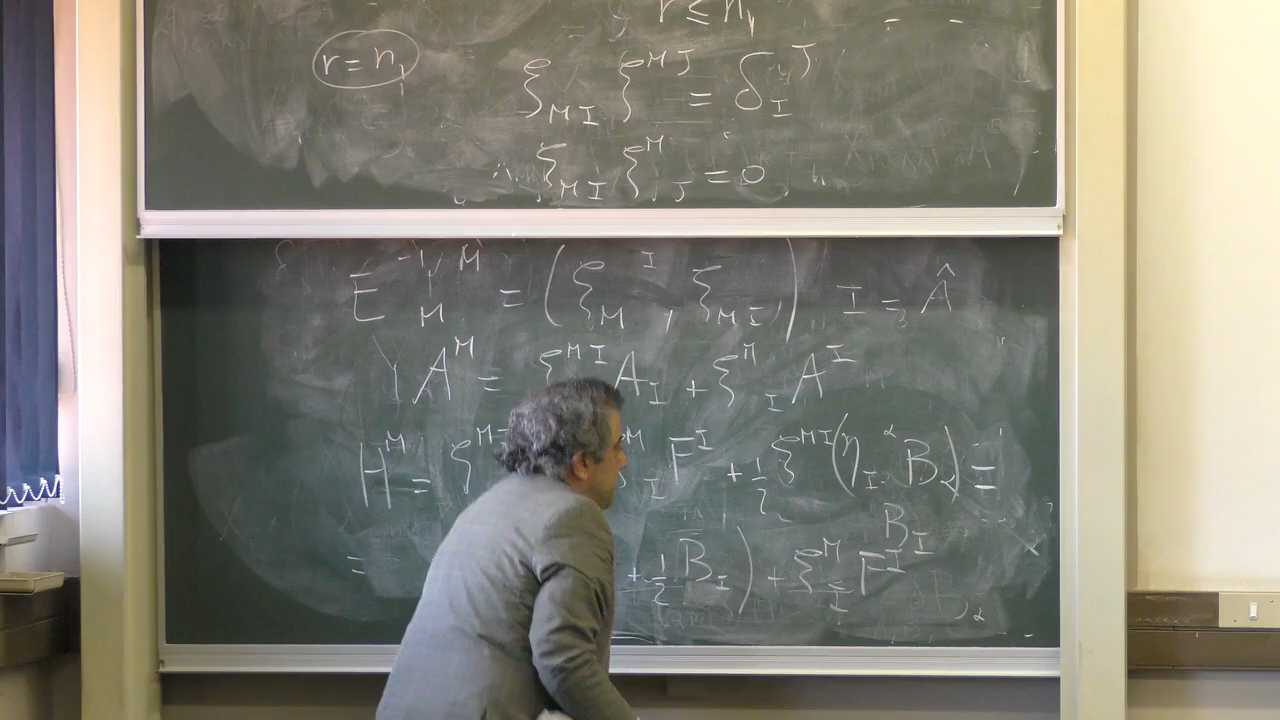 r ≤ n₁
r = n₁
ξ_{MI} ξ^{MJ} = δ_I^J
∴ ξ_{MI} ξ^M_J = 0
E^{-1}_M^M = (ξ_M^I, ξ_{MI}) I = Â
A^M = ξ^{MI} A_I + ξ^M_I A^I
H^M = ξ^M F^I + 1/2 ξ^{MI} (η_I^α B_α) =
B_I
= + 1/2 B_I) + ξ^M_I F^I